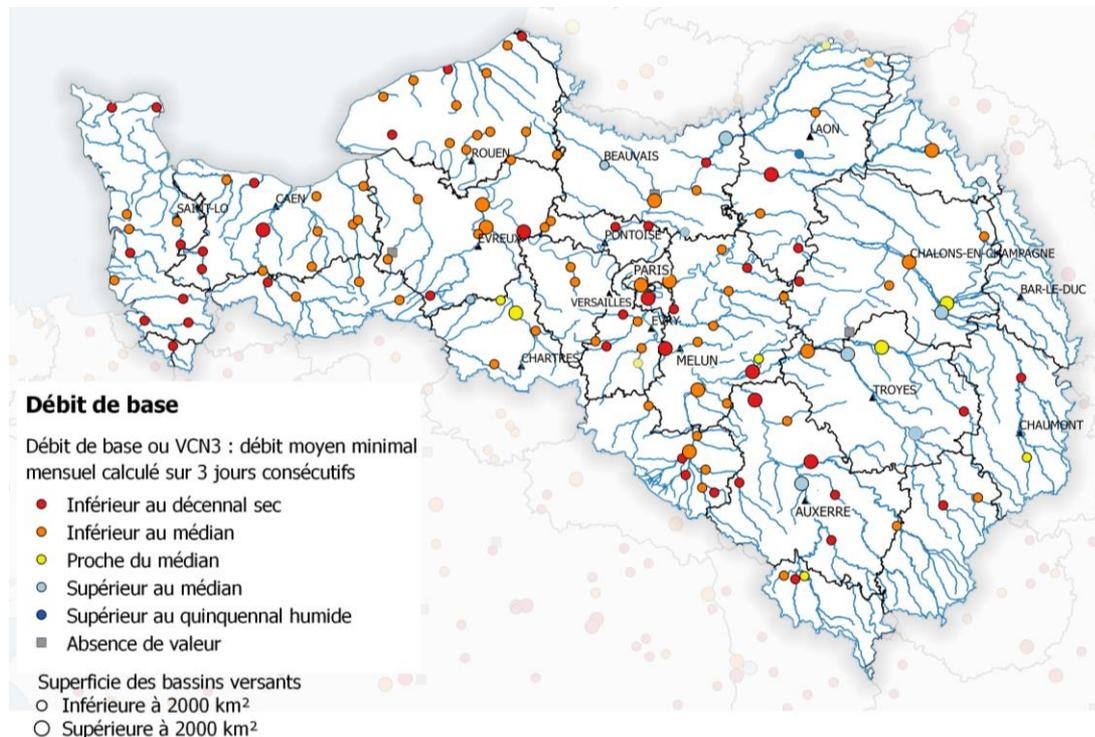 ROUEN
BEAUVAIS
LAON
SAINT-LO
CAEN
EVREUX
PONTOISE
PARIS
VERSAILLES
EVRY
MELUN
CHARTRES
CHALONS-EN-CHAMPAGNE
BAR-LE-DUC
TROYES
CHAUMONT
AUXERRE
Débit de base
Débit de base ou VCN3 : débit moyen minimal
mensuel calculé sur 3 jours consécutifs
Inférieur au décennal sec
Inférieur au médian
Proche du médian
Supérieur au médian
Supérieur au quinquennal humide
Absence de valeur
Superficie des bassins versants
Inférieure à 2000 km²
Supérieure à 2000 km²